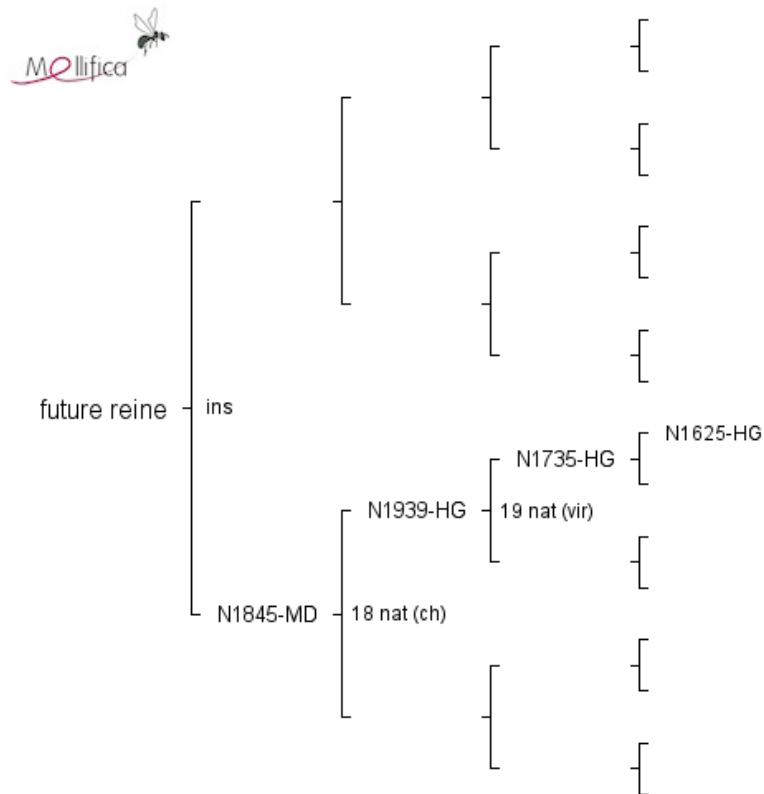 Mellifica
future reine
ins
N1625-HG
N1735-HG
N1939-HG
19 nat (vir)
N1845-MD
18 nat (ch)